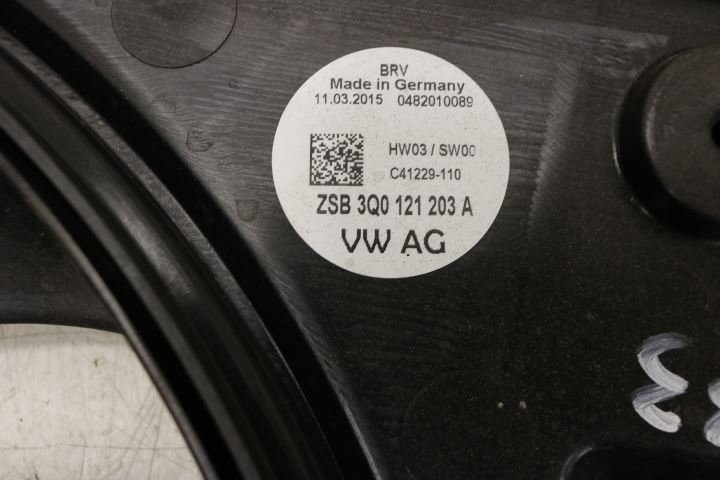 BRV
Made in Germany
11.03.2015 0482010089
HW03 / SW00
C41229-110
ZSB 3Q0 121 203 A
VW AG